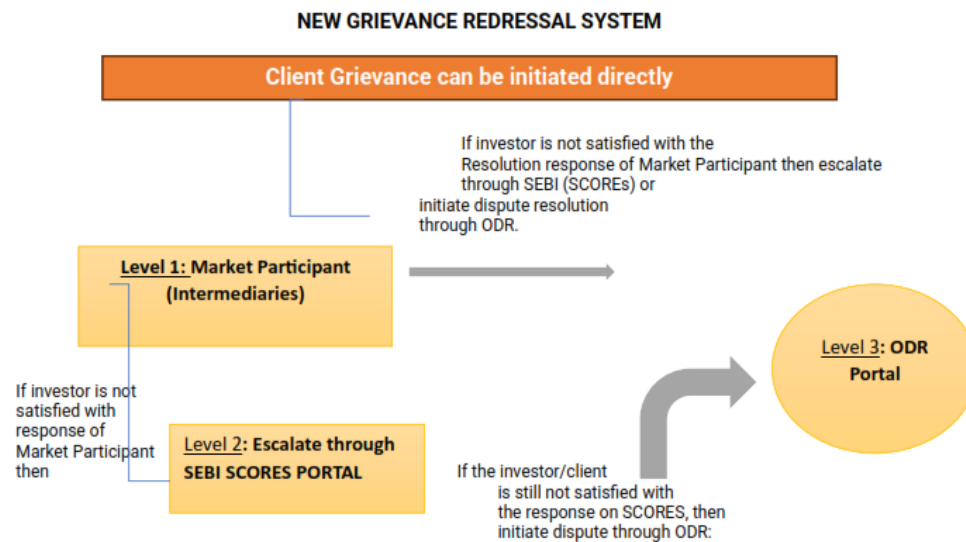 NEW GRIEVANCE REDRESSAL SYSTEM
Client Grievance can be initiated directly
If investor is not satisfied with the
Resolution response of Market Participant then escalate
through SEBI (SCOREs) or
initiate dispute resolution
through ODR.
Level 1: Market Participant
(Intermediaries)
Level 3: ODR
Portal
If investor is not
satisfied with
response of
Market Participant
then
Level 2: Escalate through
SEBI SCORES PORTAL
If the investor/client
is still not satisfied with
the response on SCORES, then
initiate dispute through ODR: